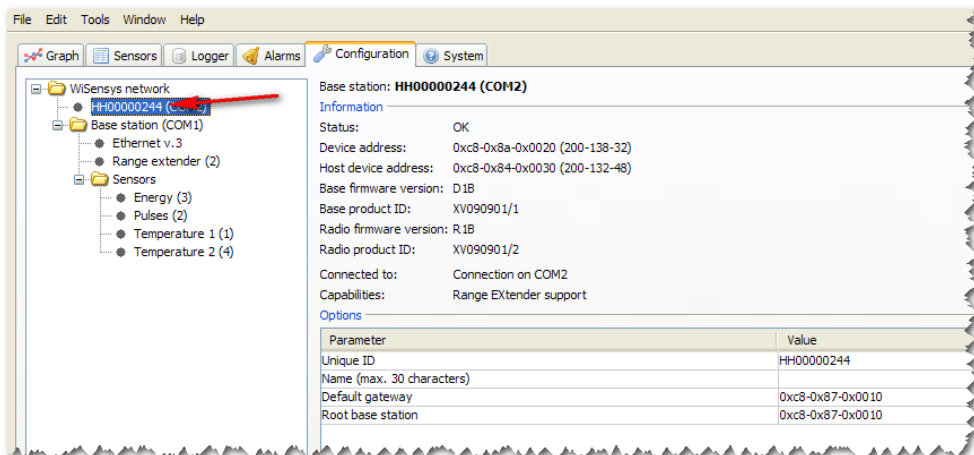 File Edit Tools Window Help
Graph Sensors Logger Alarms Configuration System
WiSensys network
HH00000244 (COM2)
Base station (COM1)
Ethernet v.3
Range extender (2)
Sensors
Energy (3)
Pulses (2)
Temperature 1 (1)
Temperature 2 (4)
Base station: HH00000244 (COM2)
Information
Status: OK
Device address: 0xc8-0x8a-0x0020 (200-138-32)
Host device address: 0xc8-0x84-0x0030 (200-132-48)
Base firmware version: D1B
Base product ID: XV090901/1
Radio firmware version: R1B
Radio product ID: XV090901/2
Connected to: Connection on COM2
Capabilities: Range EXtender support
Options
Parameter Value
Unique ID HH00000244
Name (max. 30 characters)
Default gateway 0xc8-0x87-0x0010
Root base station 0xc8-0x87-0x0010